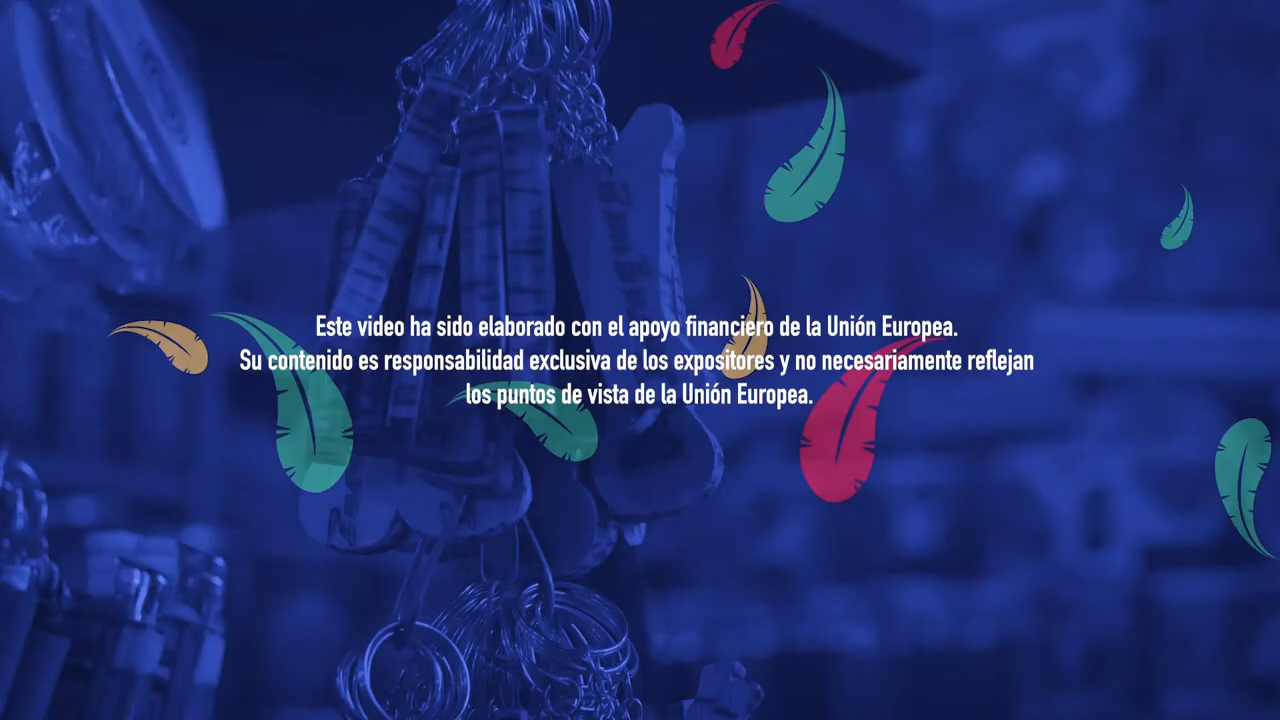 Este video ha sido elaborado con el apoyo financiero de la Unión Europea.
Su contenido es responsabilidad exclusiva de los expositores y no necesariamente reflejan
los puntos de vista de la Unión Europea.